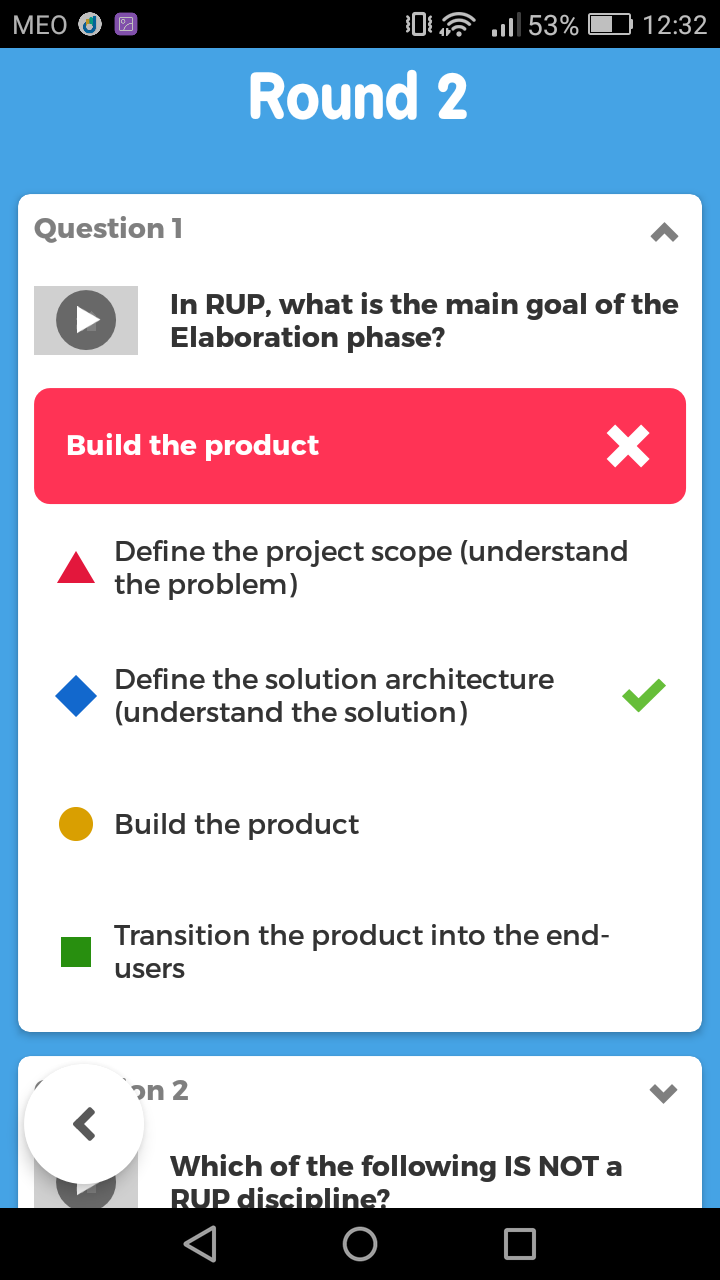 MEO 53% 12:32
Round 2
Question 1
In RUP, what is the main goal of the
Elaboration phase?
Build the product
Define the project scope (understand
the problem)
Define the solution architecture
(understand the solution)
Build the product
Transition the product into the end-
users
2
Which of the following IS NOT a
RUP discipline?